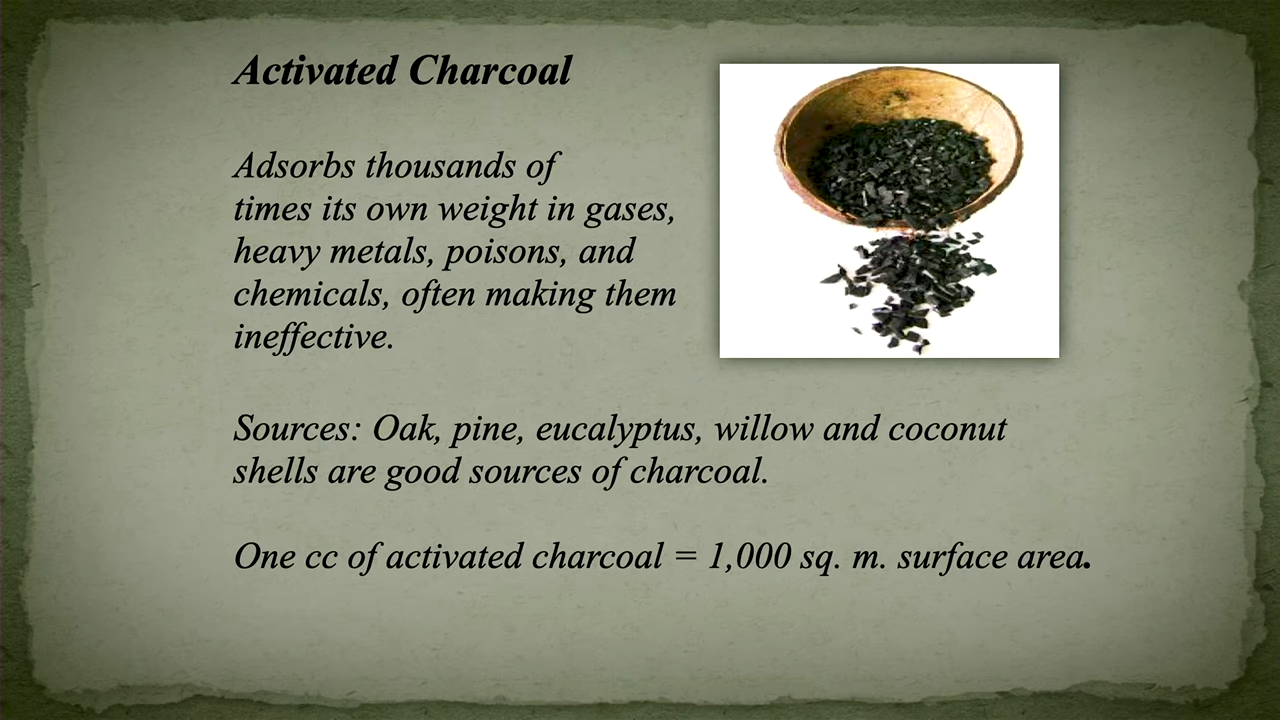 Activated Charcoal
Adsorbs thousands of
times its own weight in gases,
heavy metals, poisons, and
chemicals, often making them
ineffective.
Sources: Oak, pine, eucalyptus, willow and coconut
shells are good sources of charcoal.
One cc of activated charcoal = 1,000 sq. m. surface area.